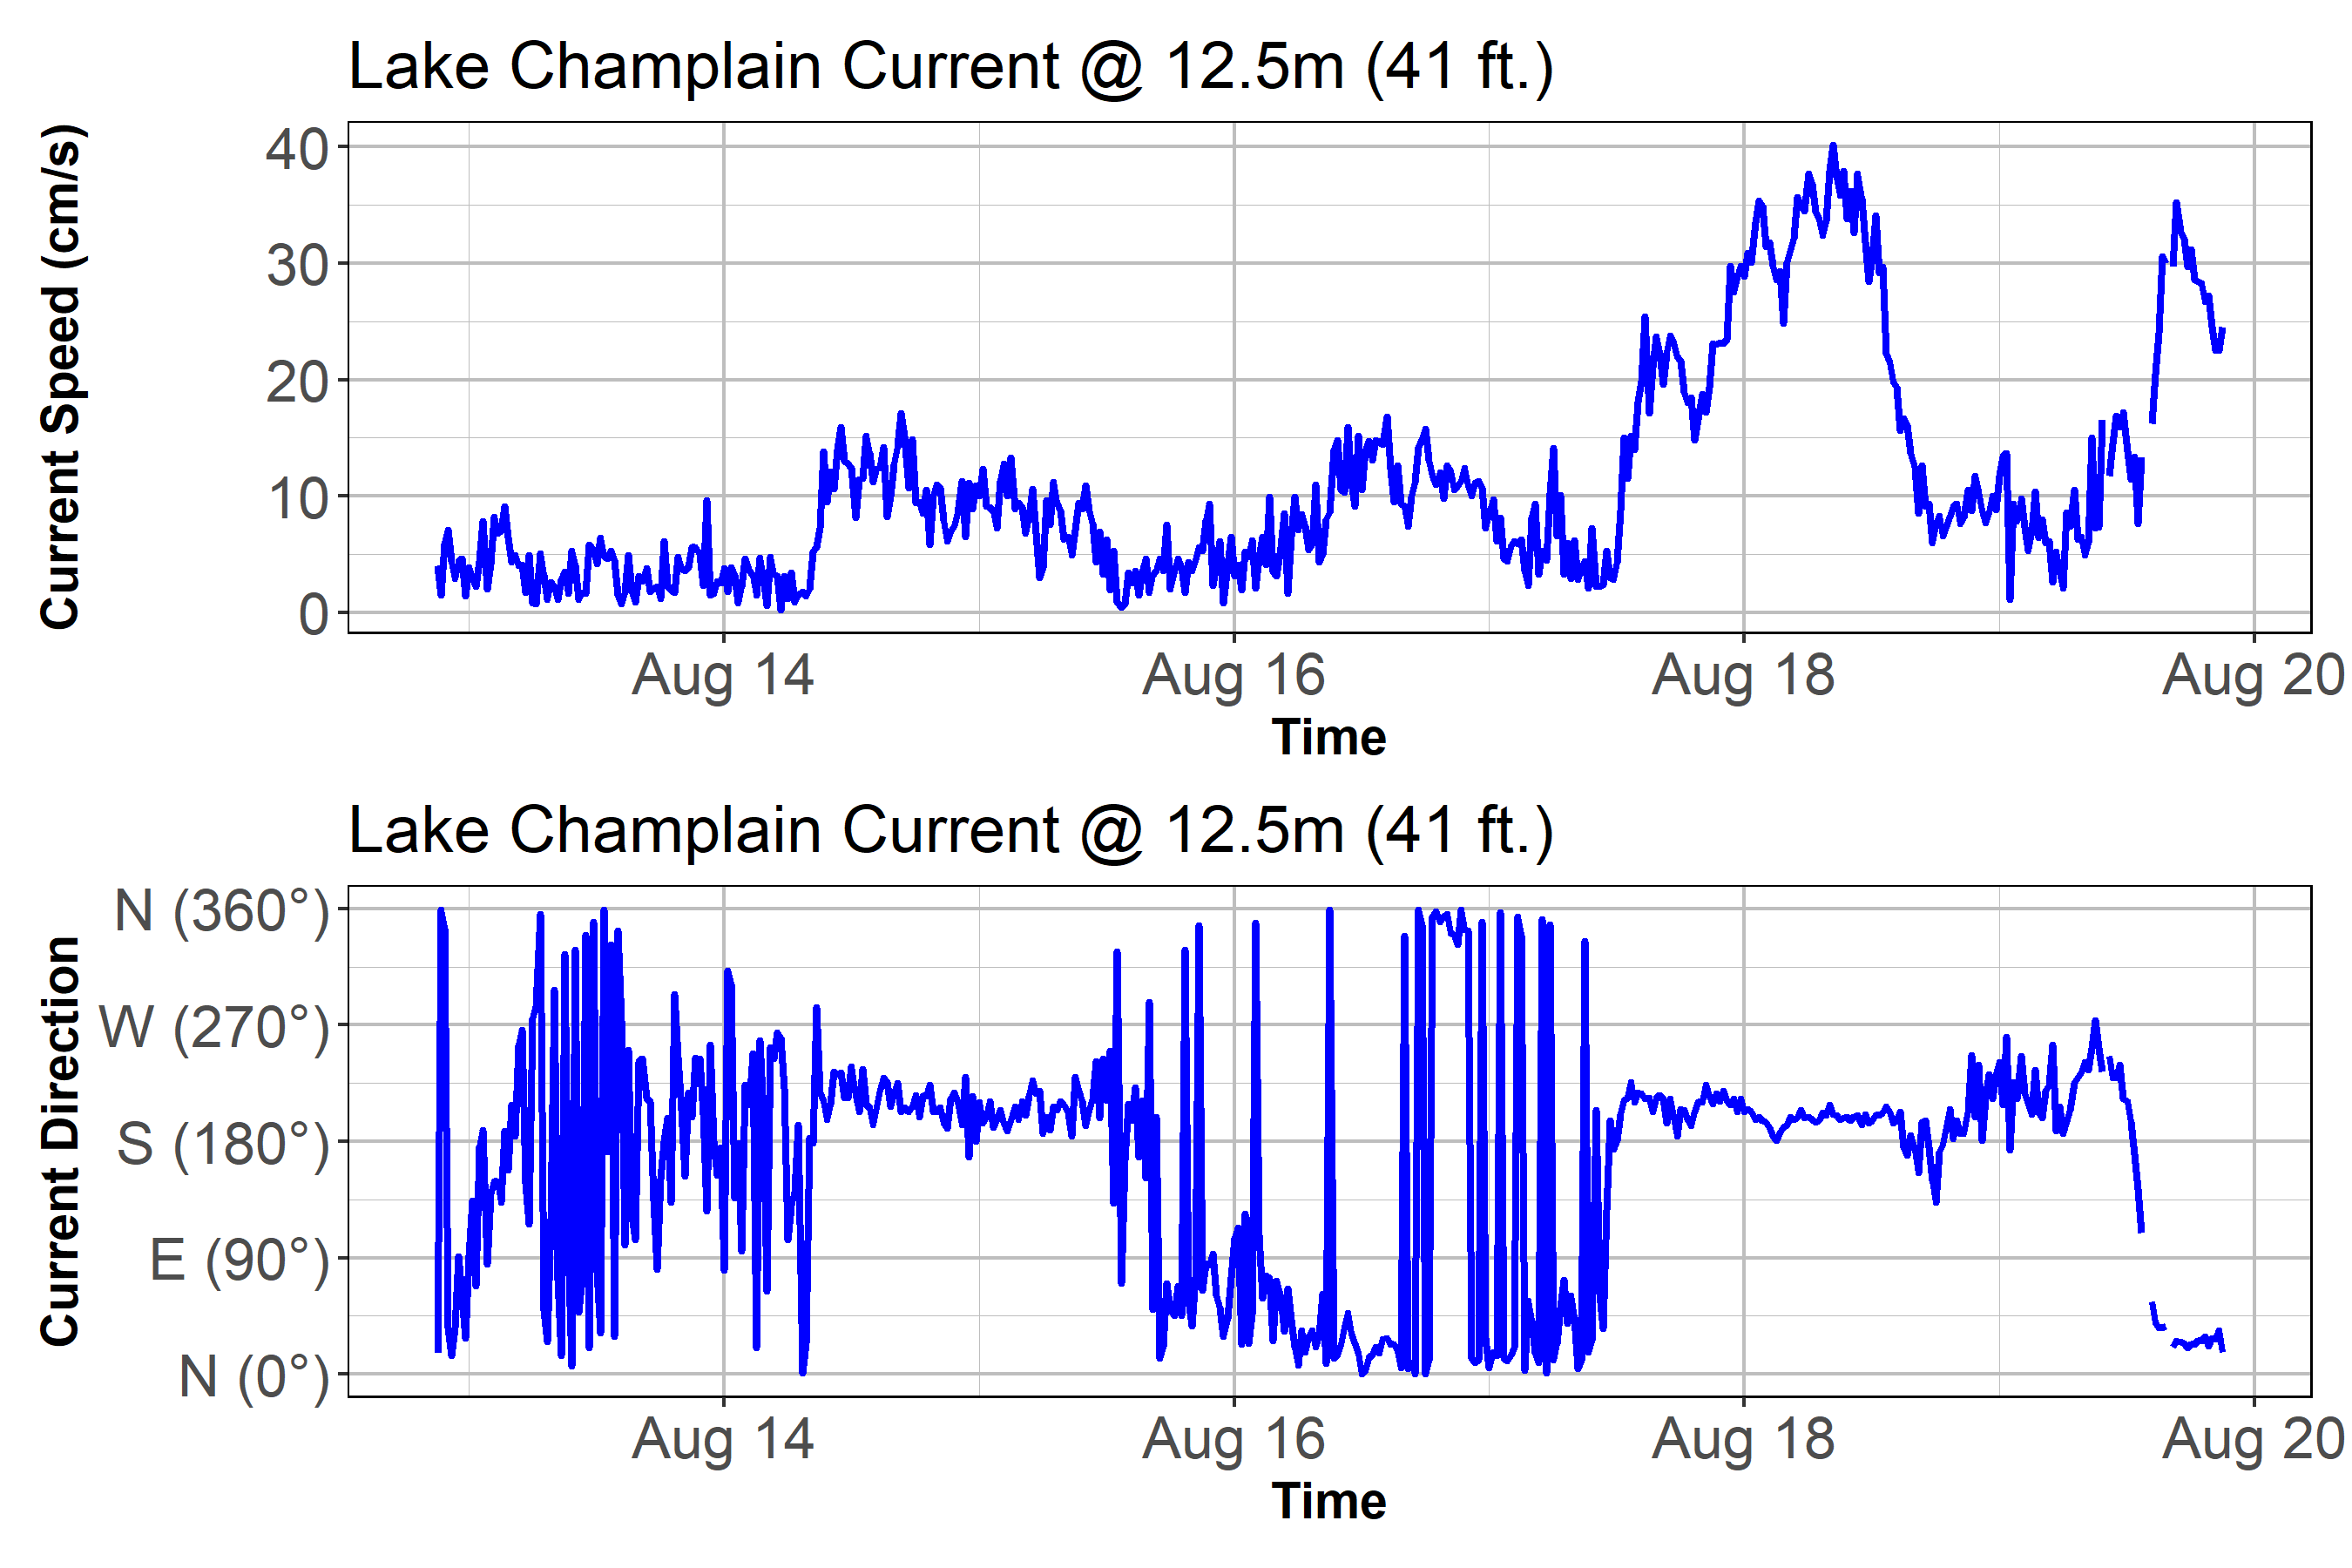 Lake Champlain Current @ 12.5m (41 ft.)
Current Speed (cm/s)
40
30
20
10
0
Aug 14 Aug 16 Aug 18 Aug 20
Time
Lake Champlain Current @ 12.5m (41 ft.)
Current Direction
N (360°)
W (270°)
S (180°)
E (90°)
N (0°)
Aug 14 Aug 16 Aug 18 Aug 20
Time